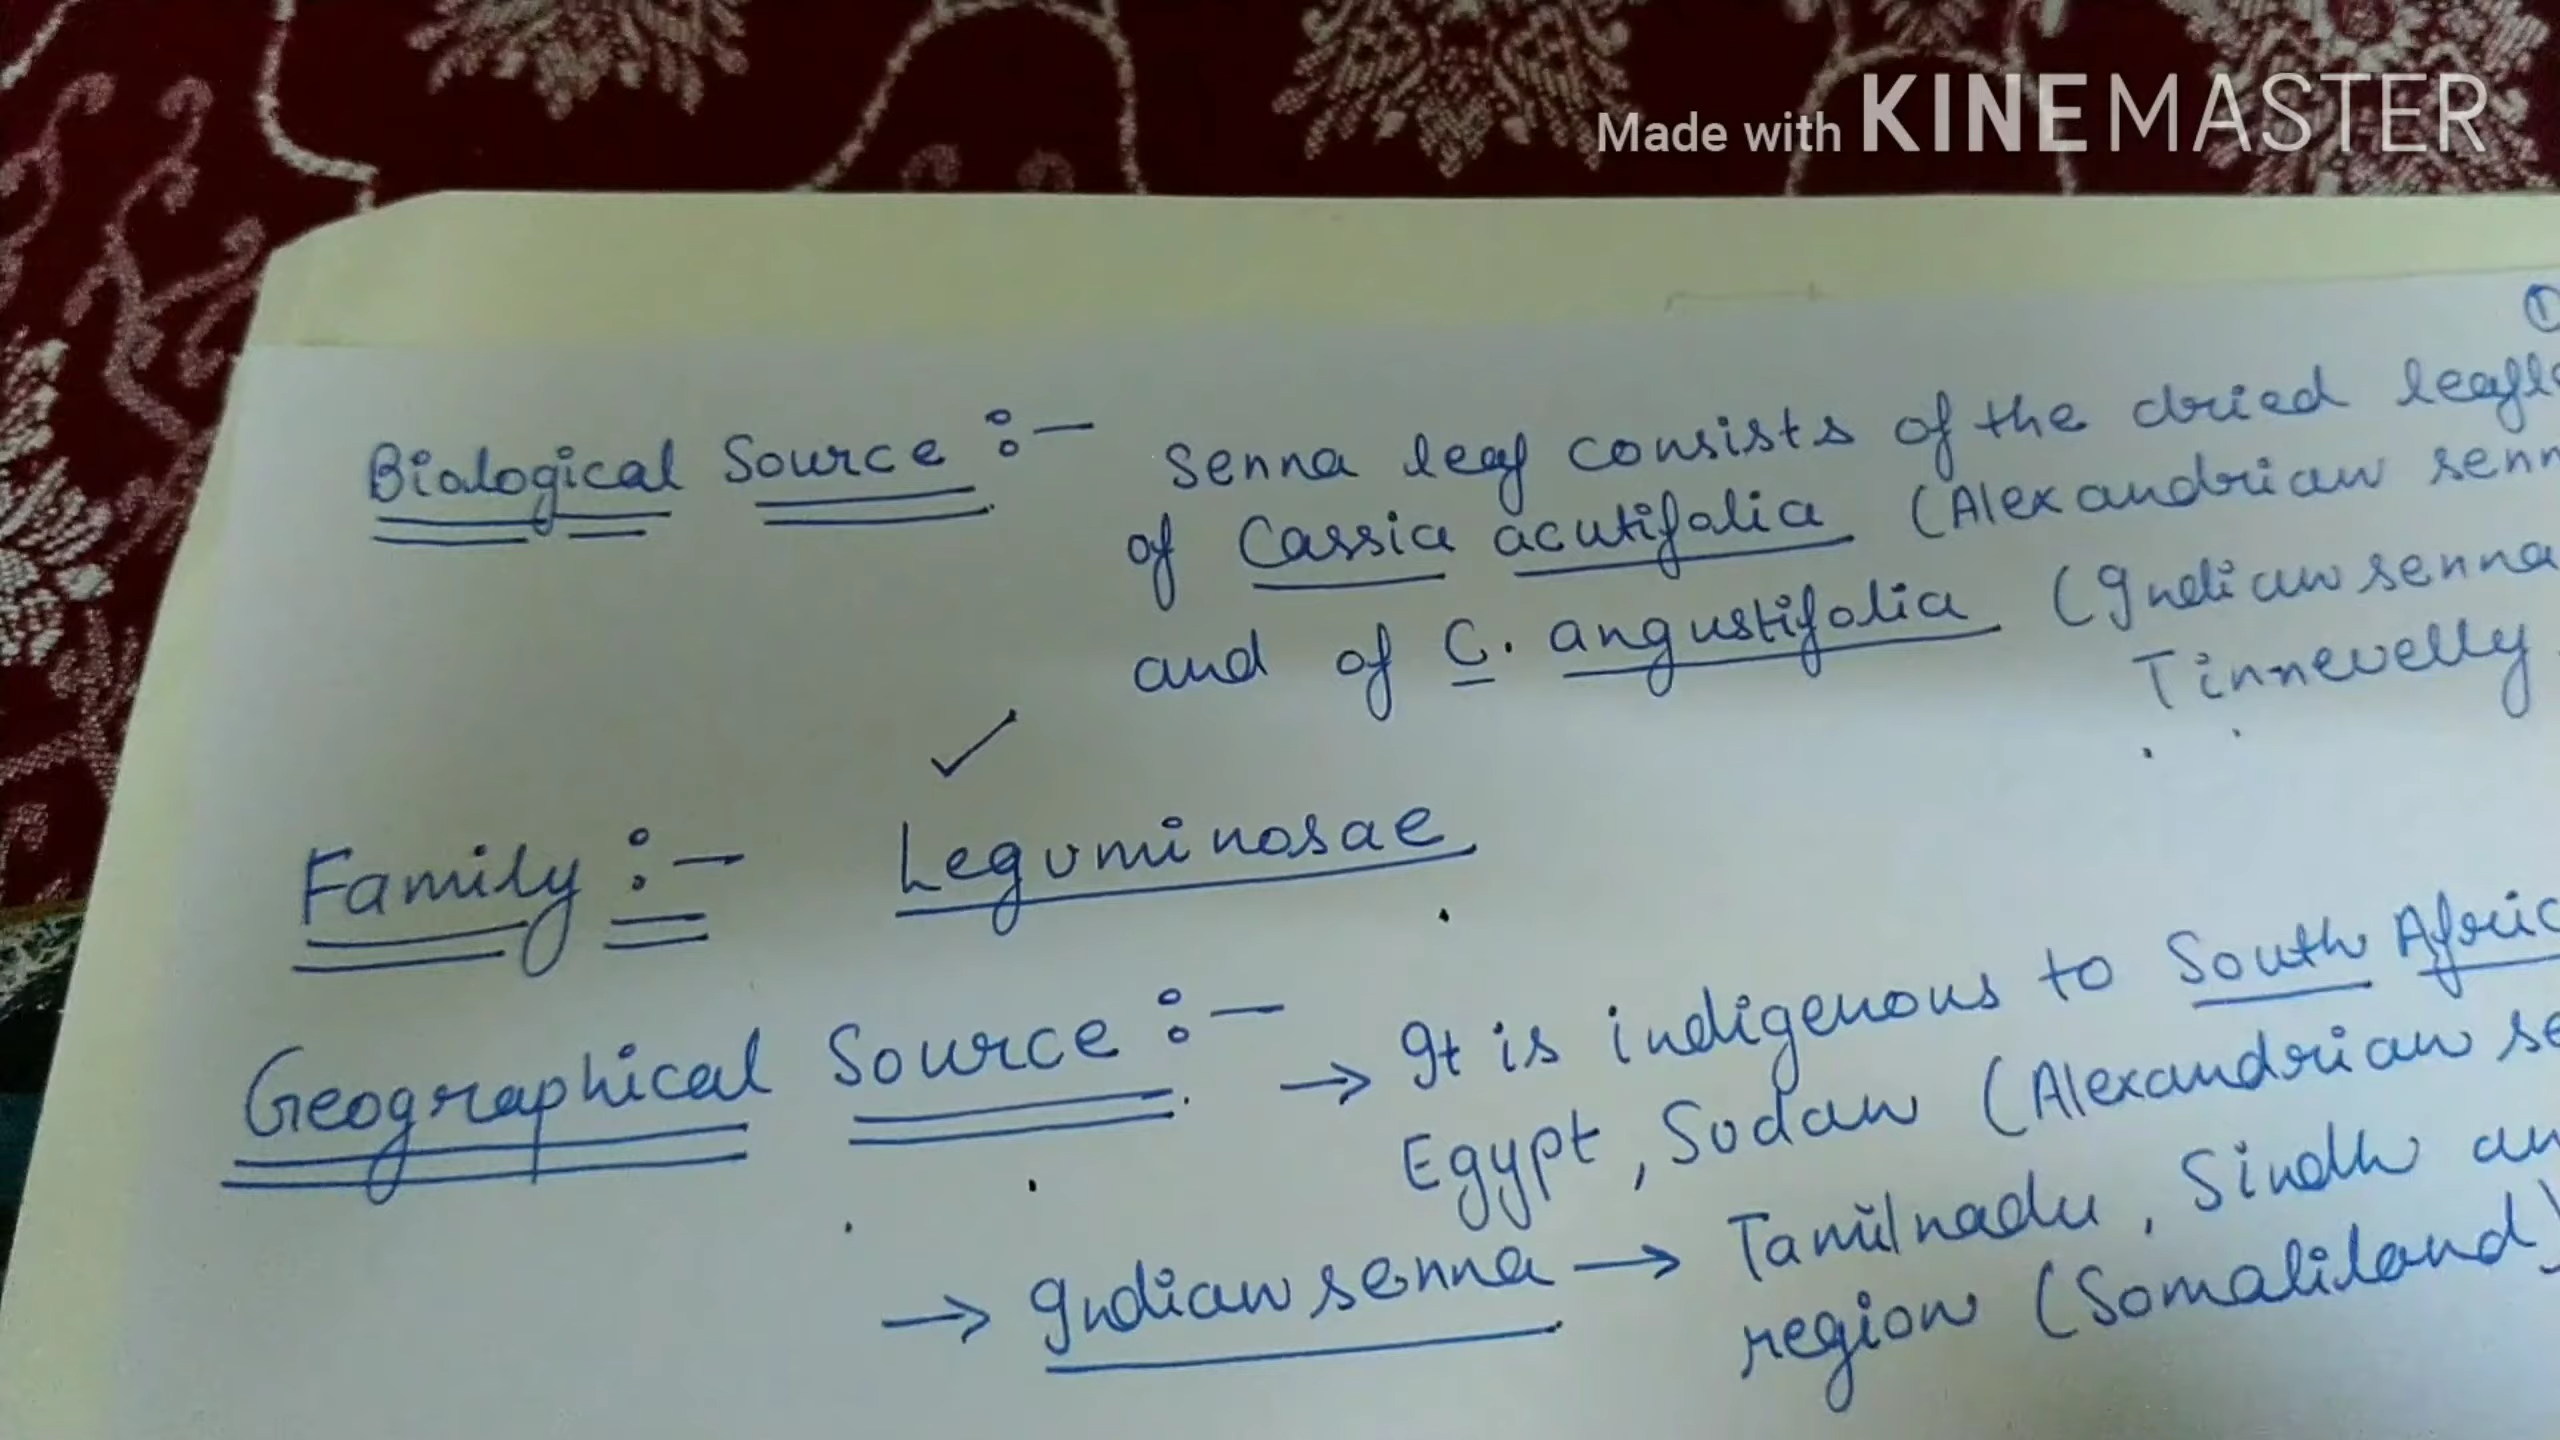 Made with KINEMASTER
①
Biological Source :- Senna leaf consists of the dried
of Cassia acutifolia (Alexandrian
and of C. angustifolia (Indian senna
Tinnevelly
Family :- Leguminosae
Geographical Source :- → It is indigenous to South
Egypt, Sudan (Alexandrian
→ Indian senna → Tamilnadu, Sindh
region (Somaliland)